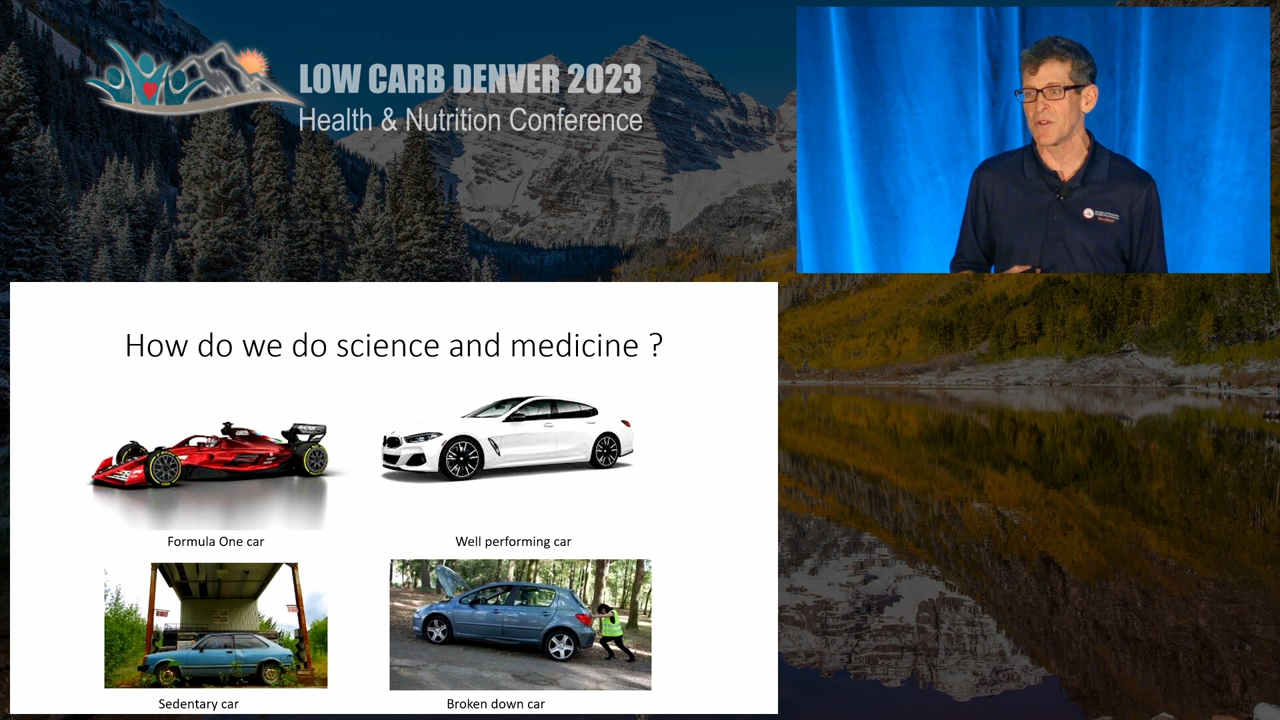 LOW CARB DENVER 2023
Health & Nutrition Conference
How do we do science and medicine ?
Formula One car
Well performing car
Sedentary car
Broken down car